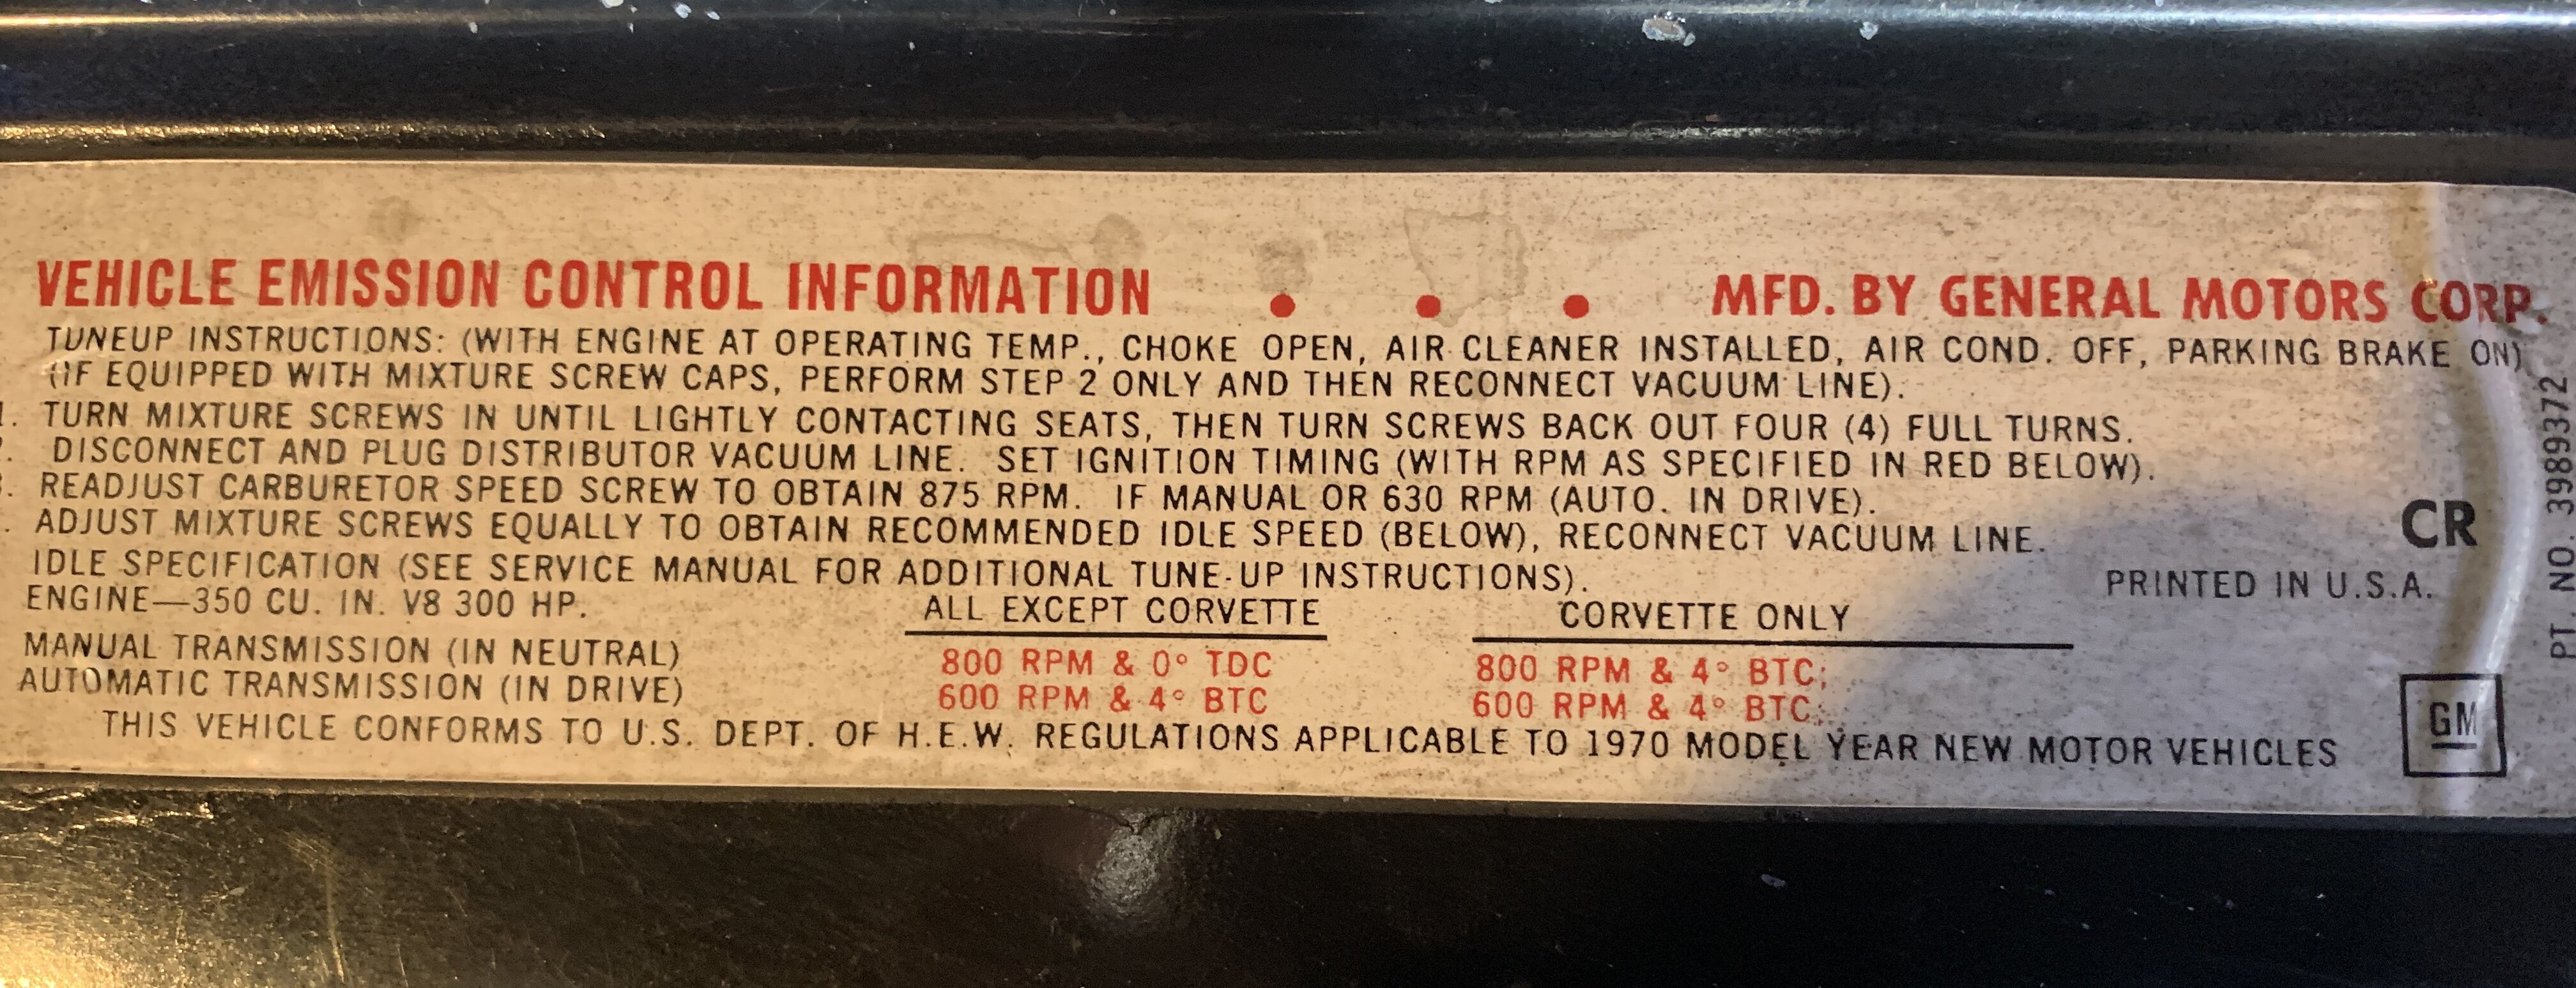 VEHICLE EMISSION CONTROL INFORMATION • • • MFD. BY GENERAL MOTORS CORP.
TUNEUP INSTRUCTIONS: (WITH ENGINE AT OPERATING TEMP., CHOKE OPEN, AIR CLEANER INSTALLED, AIR COND. OFF, PARKING BRAKE ON)
(IF EQUIPPED WITH MIXTURE SCREW CAPS, PERFORM STEP 2 ONLY AND THEN RECONNECT VACUUM LINE).
1. TURN MIXTURE SCREWS IN UNTIL LIGHTLY CONTACTING SEATS, THEN TURN SCREWS BACK OUT FOUR (4) FULL TURNS.
. DISCONNECT AND PLUG DISTRIBUTOR VACUUM LINE. SET IGNITION TIMING (WITH RPM AS SPECIFIED IN RED BELOW).
. READJUST CARBURETOR SPEED SCREW TO OBTAIN 875 RPM. IF MANUAL OR 630 RPM (AUTO. IN DRIVE).
. ADJUST MIXTURE SCREWS EQUALLY TO OBTAIN RECOMMENDED IDLE SPEED (BELOW), RECONNECT VACUUM LINE.
IDLE SPECIFICATION (SEE SERVICE MANUAL FOR ADDITIONAL TUNE-UP INSTRUCTIONS).
ENGINE—350 CU. IN. V8 300 HP. ALL EXCEPT CORVETTE CORVETTE ONLY
MANUAL TRANSMISSION (IN NEUTRAL) 800 RPM & 0° TDC 800 RPM & 4° BTC;
AUTOMATIC TRANSMISSION (IN DRIVE) 600 RPM & 4° BTC 600 RPM & 4° BTC;
THIS VEHICLE CONFORMS TO U.S. DEPT. OF H.E.W. REGULATIONS APPLICABLE TO 1970 MODEL YEAR NEW MOTOR VEHICLES
CR
PRINTED IN U.S.A.
GM
PT. NO. 3989372